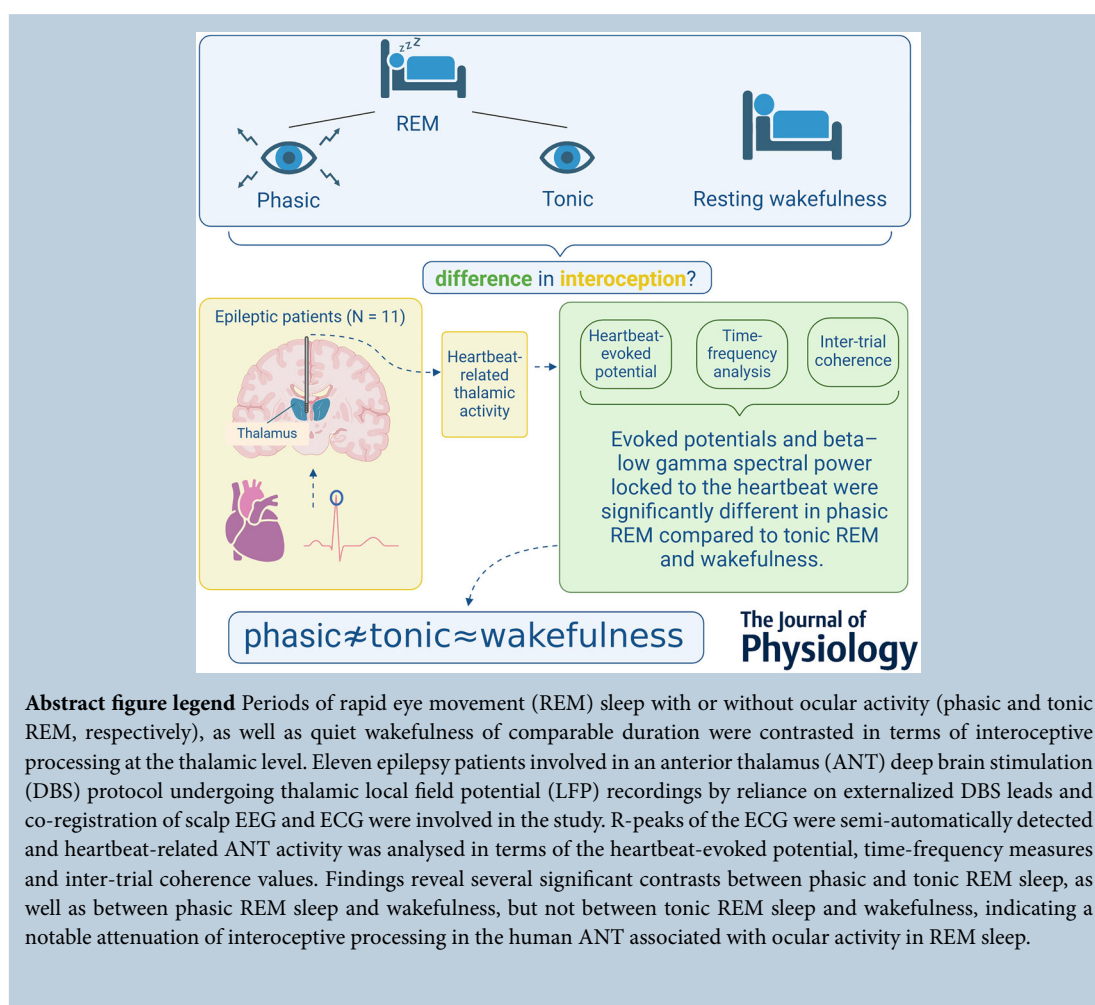 zzzZ
REM
Phasic
Tonic
Resting wakefulness
difference in interoception?
Epileptic patients (N = 11)
Thalamus
Heartbeat-
related
thalamic
activity
Heartbeat-
evoked
potential
Time-
frequency
analysis
Inter-trial
coherence
Evoked potentials and beta–
low gamma spectral power
locked to the heartbeat were
significantly different in phasic
REM compared to tonic REM
and wakefulness.
phasic≉tonic≈wakefulness
The Journal of
Physiology
Abstract figure legend Periods of rapid eye movement (REM) sleep with or without ocular activity (phasic and tonic
REM, respectively), as well as quiet wakefulness of comparable duration were contrasted in terms of interoceptive
processing at the thalamic level. Eleven epilepsy patients involved in an anterior thalamus (ANT) deep brain stimulation
(DBS) protocol undergoing thalamic local field potential (LFP) recordings by reliance on externalized DBS leads and
co-registration of scalp EEG and ECG were involved in the study. R-peaks of the ECG were semi-automatically detected
and heartbeat-related ANT activity was analysed in terms of the heartbeat-evoked potential, time-frequency measures
and inter-trial coherence values. Findings reveal several significant contrasts between phasic and tonic REM sleep, as
well as between phasic REM sleep and wakefulness, but not between tonic REM sleep and wakefulness, indicating a
notable attenuation of interoceptive processing in the human ANT associated with ocular activity in REM sleep.